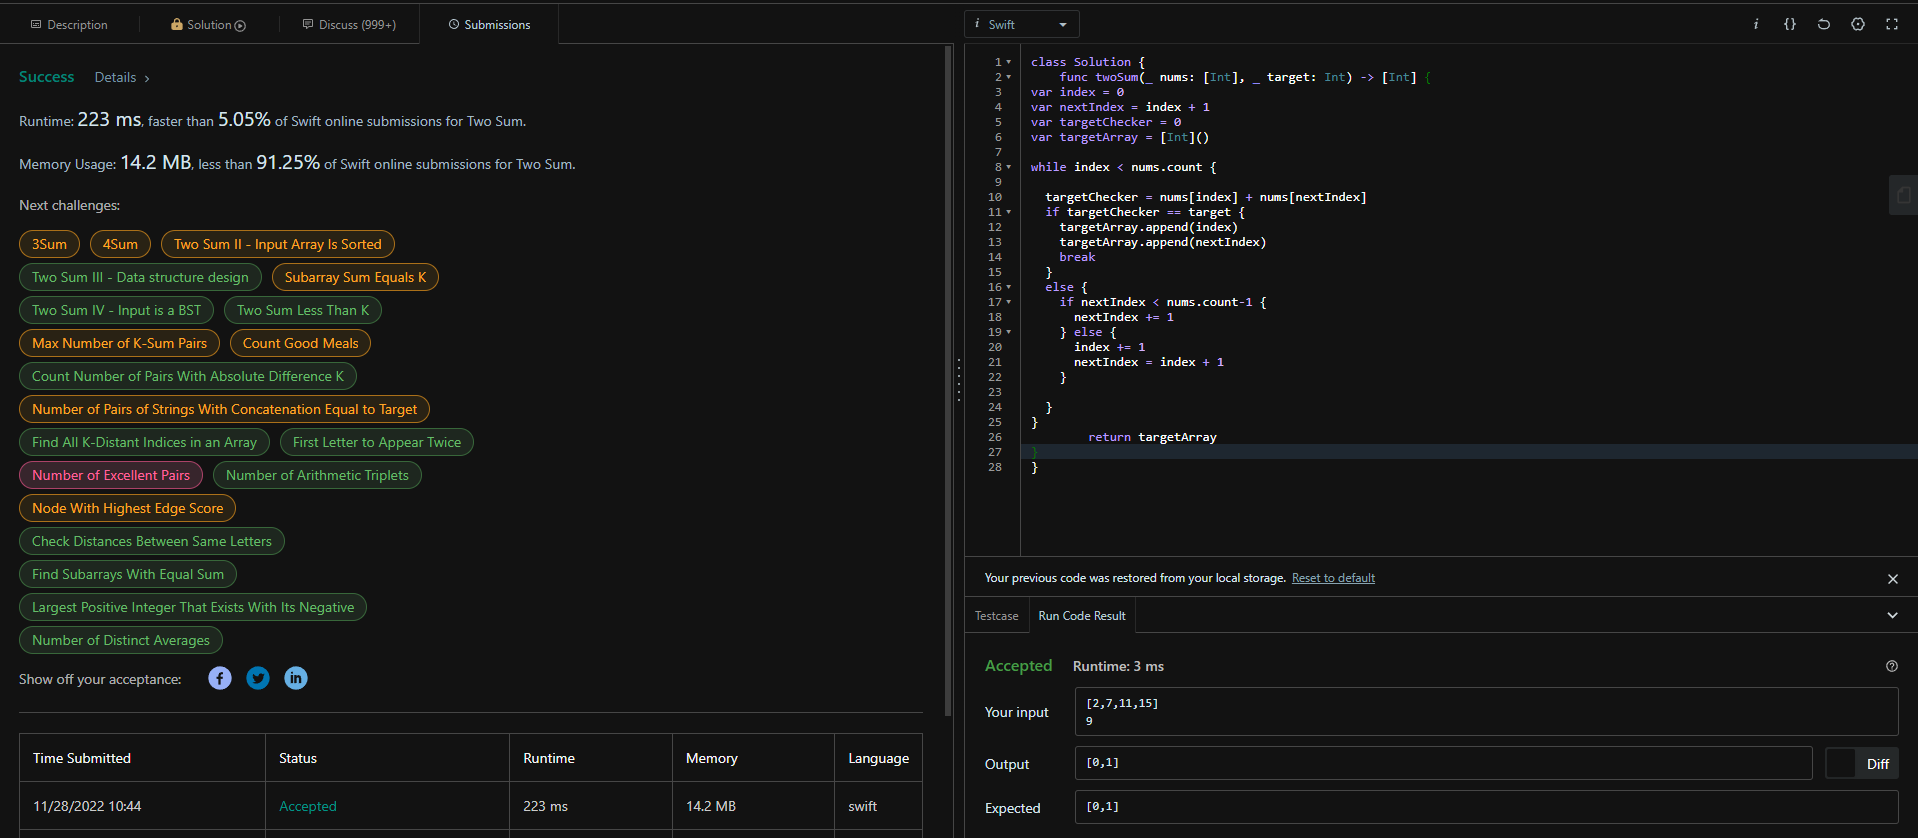 Description
Solution
Discuss (999+)
Submissions
Success
Details
Runtime: 223 ms, faster than 5.05% of Swift online submissions for Two Sum.
Memory Usage: 14.2 MB, less than 91.25% of Swift online submissions for Two Sum.
Next challenges:
3Sum
4Sum
Two Sum II - Input Array Is Sorted
Two Sum III - Data structure design
Subarray Sum Equals K
Two Sum IV - Input is a BST
Two Sum Less Than K
Max Number of K-Sum Pairs
Count Good Meals
Count Number of Pairs With Absolute Difference K
Number of Pairs of Strings With Concatenation Equal to Target
Find All K-Distant Indices in an Array
First Letter to Appear Twice
Number of Excellent Pairs
Number of Arithmetic Triplets
Node With Highest Edge Score
Check Distances Between Same Letters
Find Subarrays With Equal Sum
Largest Positive Integer That Exists With Its Negative
Number of Distinct Averages
Show off your acceptance:
Time Submitted Status Runtime Memory Language
11/28/2022 10:44 Accepted 223 ms 14.2 MB swift
i Swift
i {}
1 class Solution {
2     func twoSum(_ nums: [Int], _ target: Int) -> [Int] {
3 var index = 0
4 var nextIndex = index + 1
5 var targetChecker = 0
6 var targetArray = [Int]()
7
8 while index < nums.count {
9
10   targetChecker = nums[index] + nums[nextIndex]
11   if targetChecker == target {
12     targetArray.append(index)
13     targetArray.append(nextIndex)
14     break
15   }
16   else {
17     if nextIndex < nums.count-1 {
18       nextIndex += 1
19     } else {
20       index += 1
21       nextIndex = index + 1
22     }
23
24   }
25 }
26         return targetArray
27 }
28 }
Your previous code was restored from your local storage. Reset to default
Testcase
Run Code Result
Accepted Runtime: 3 ms
Your input
[2,7,11,15]
9
Output
[0,1]
Diff
Expected
[0,1]